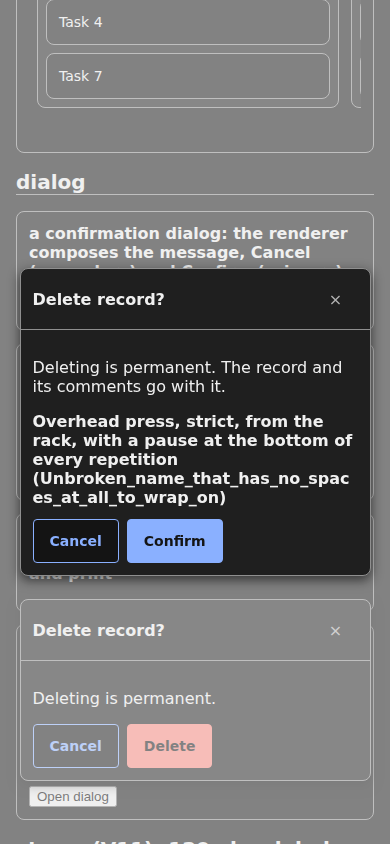 Task 4
Task 7
dialog
a confirmation dialog: the renderer
composes the message, Cancel
Delete record?
×
Deleting is permanent. The record and
its comments go with it.
Overhead press, strict, from the
rack, with a pause at the bottom of
every repetition
(Unbroken_name_that_has_no_spac
es_at_all_to_wrap_on)
Cancel
Confirm
and print
Delete record?
×
Deleting is permanent.
Cancel
Delete
Open dialog